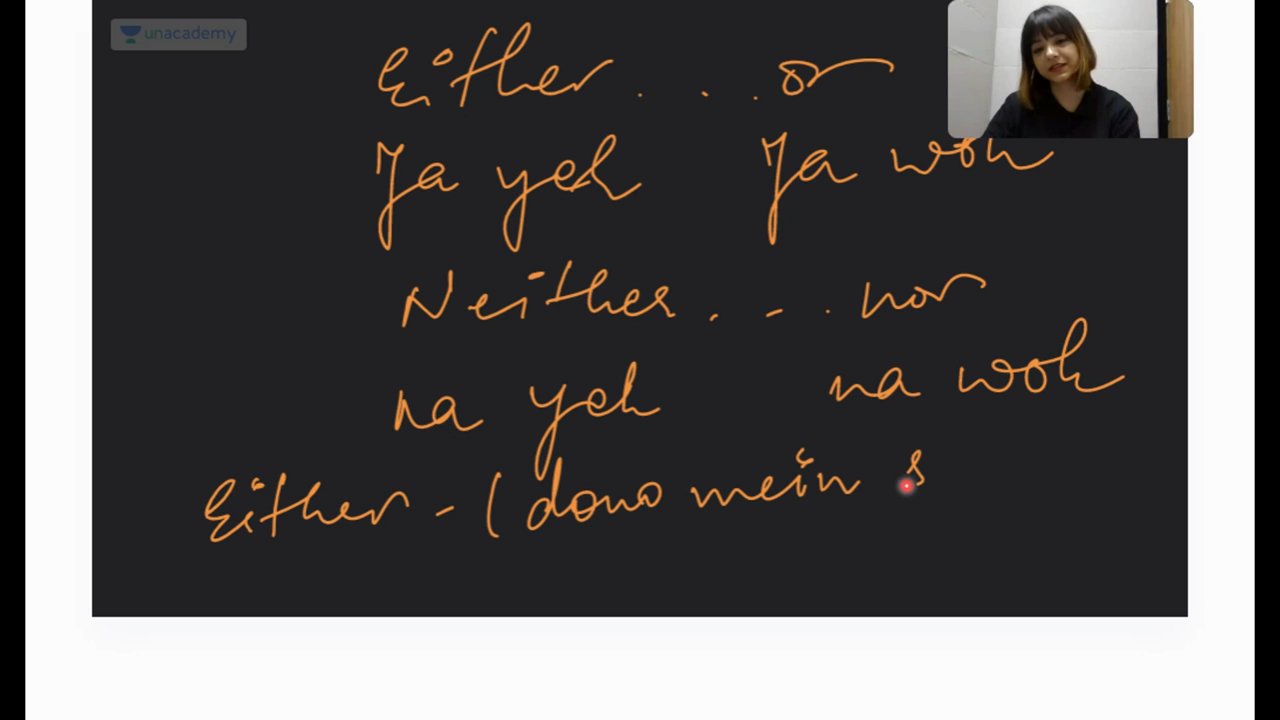 unacademy
Either . . . or
Ja yeh Ja woh
Neither . - . nor
na yeh na woh
Either - ( dono mein s